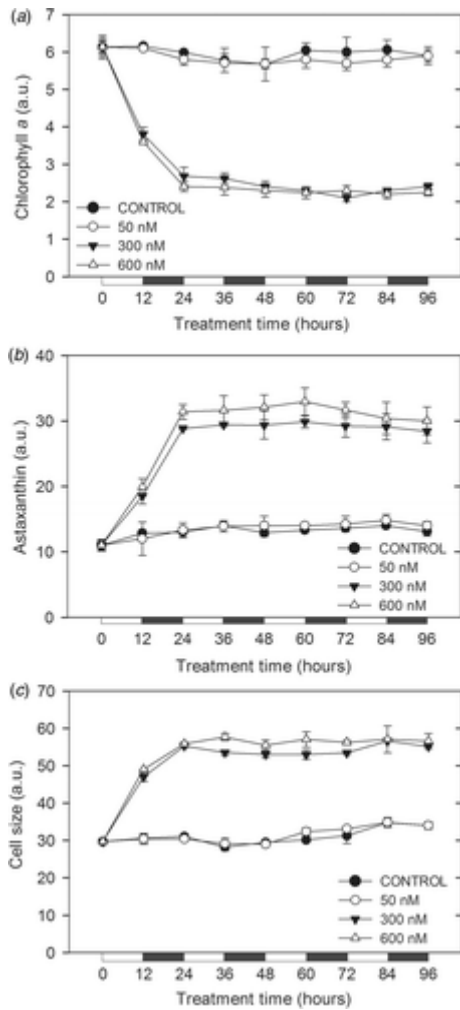 (a)
7
6
5
4
3
2
1
0
Chlorophyll a (a.u.)
CONTROL
50 nM
300 nM
600 nM
0 12 24 36 48 60 72 84 96
Treatment time (hours)
(b)
40
30
20
10
0
Astaxanthin (a.u.)
CONTROL
50 nM
300 nM
600 nM
0 12 24 36 48 60 72 84 96
Treatment time (hours)
(c)
70
60
50
40
30
20
10
0
Cell size (a.u.)
CONTROL
50 nM
300 nM
600 nM
0 12 24 36 48 60 72 84 96
Treatment time (hours)